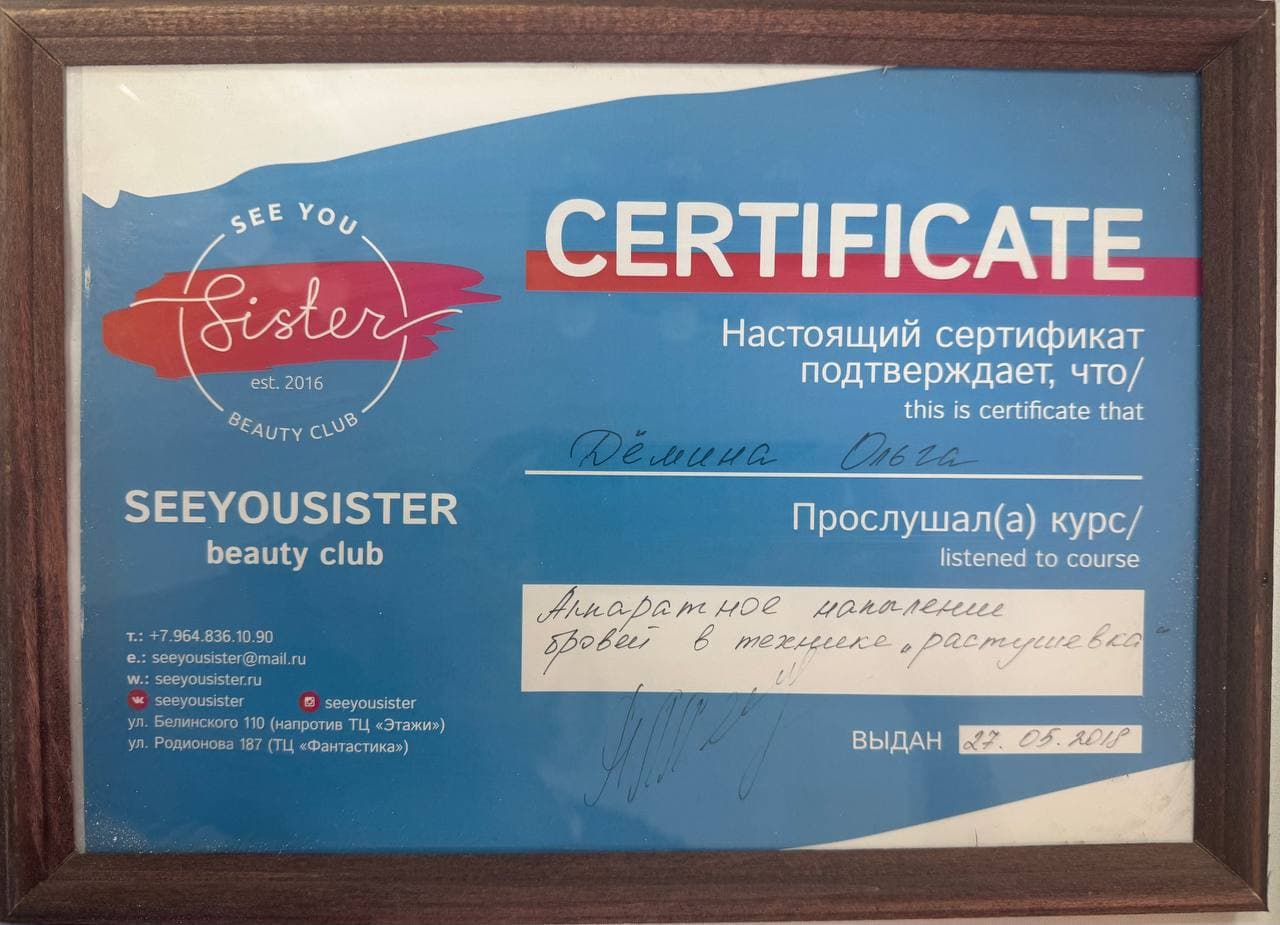 SEE YOU
Sister
est. 2016
BEAUTY CLUB
SEEYOUSISTER
beauty club
т.: +7.964.836.10.90
e.: seeyousister@mail.ru
w.: seeyousister.ru
seeyousister seeyousister
ул. Белинского 110 (напротив ТЦ «Этажи»)
ул. Родионова 187 (ТЦ «Фантастика»)
CERTIFICATE
Настоящий сертификат
подтверждает, что/
this is certificate that
Дёмина Ольга
Прослушал(а) курс/
listened to course
Аппаратное напыление
бровей в технике „растушевка"
ВЫДАН 27. 05. 2018